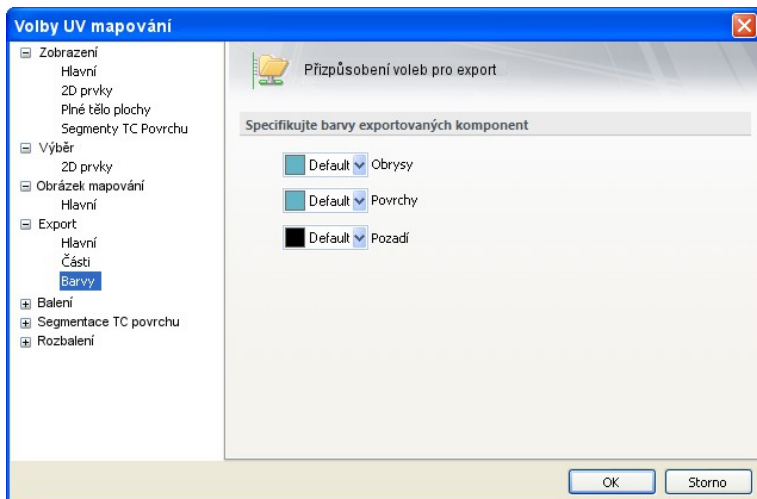 Volby UV mapování
Zobrazení
Hlavní
2D prvky
Plné tělo plochy
Segmenty TC Povrchu
Výběr
2D prvky
Obrázek mapování
Hlavní
Export
Hlavní
Části
Barvy
Balení
Segmentace TC povrchu
Rozbalení
Přizpůsobení voleb pro export
Specifikujte barvy exportovaných komponent
Default Obrysy
Default Povrchy
Default Pozadí
OK Storno